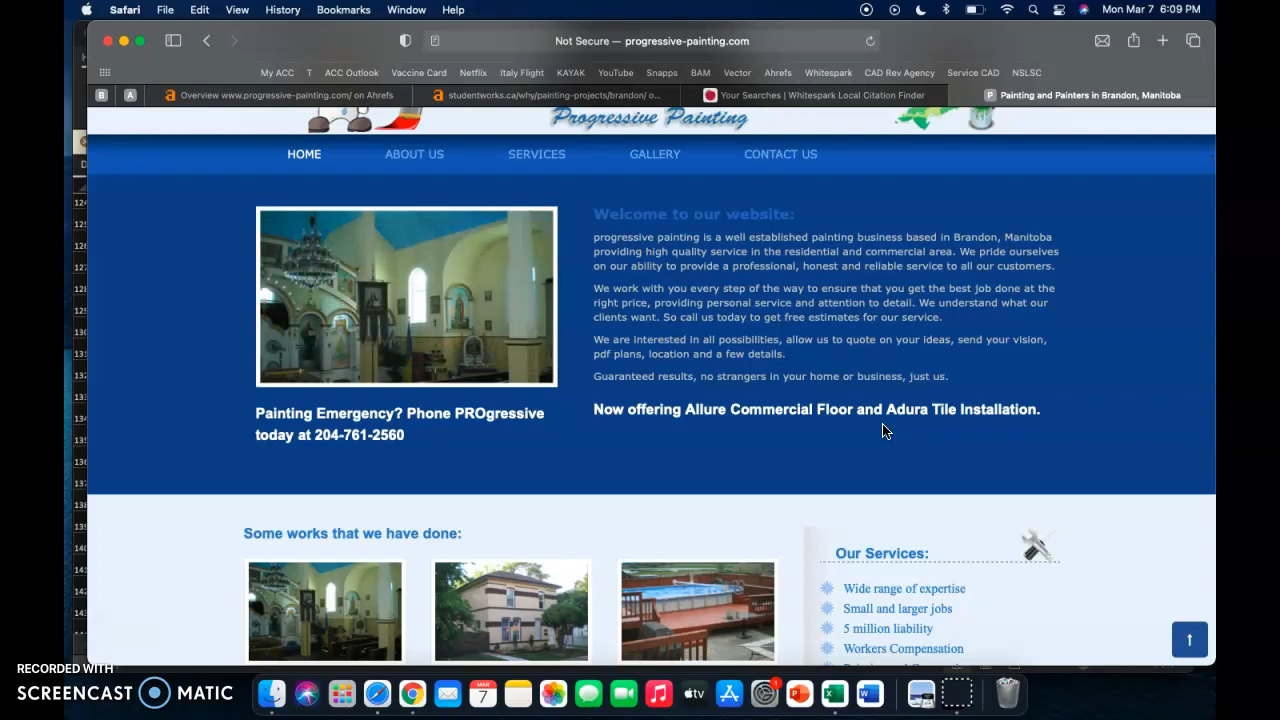 Safari File Edit View History Bookmarks Window Help Mon Mar 7 6:09 PM
Not Secure — progressive-painting.com
My ACC T ACC Outlook Vaccine Card Netflix Italy Flight KAYAK YouTube Snapps BAM Vector Ahrefs Whitespark CAD Rev Agency Service CAD NSLSC
B A Overview www.progressive-painting.com/ on Ahrefs studentworks.ca/why/painting-projects/brandon/ o... Your Searches | Whitespark Local Citation Finder P Painting and Painters in Brandon, Manitoba
Progressive Painting
HOME ABOUT US SERVICES GALLERY CONTACT US
Welcome to our website:
progressive painting is a well established painting business based in Brandon, Manitoba
providing high quality service in the residential and commercial area. We pride ourselves
on our ability to provide a professional, honest and reliable service to all our customers.
We work with you every step of the way to ensure that you get the best job done at the
right price, providing personal service and attention to detail. We understand what our
clients want. So call us today to get free estimates for our service.
We are interested in all possibilities, allow us to quote on your ideas, send your vision,
pdf plans, location and a few details.
Guaranteed results, no strangers in your home or business, just us.
Now offering Allure Commercial Floor and Adura Tile Installation.
Painting Emergency? Phone PROgressive
today at 204-761-2560
Some works that we have done:
Our Services:
Wide range of expertise
Small and larger jobs
5 million liability
Workers Compensation
RECORDED WITH
SCREENCAST MATIC